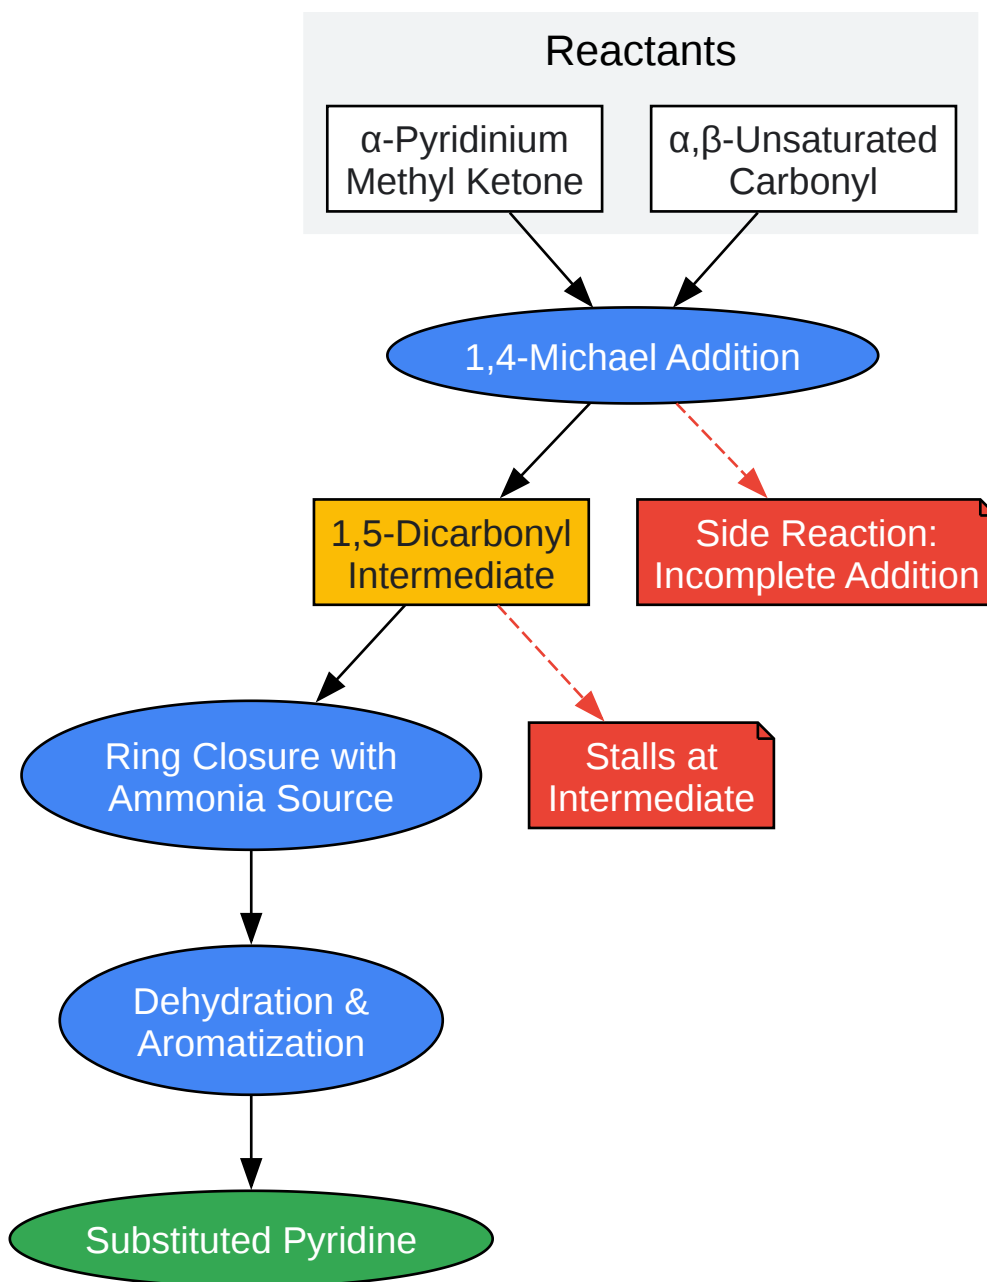 Reactants
α-Pyridinium
Methyl Ketone
α,β-Unsaturated
Carbonyl
1,4-Michael Addition
1,5-Dicarbonyl
Intermediate
Side Reaction:
Incomplete Addition
Ring Closure with
Ammonia Source
Stalls at
Intermediate
Dehydration &
Aromatization
Substituted Pyridine